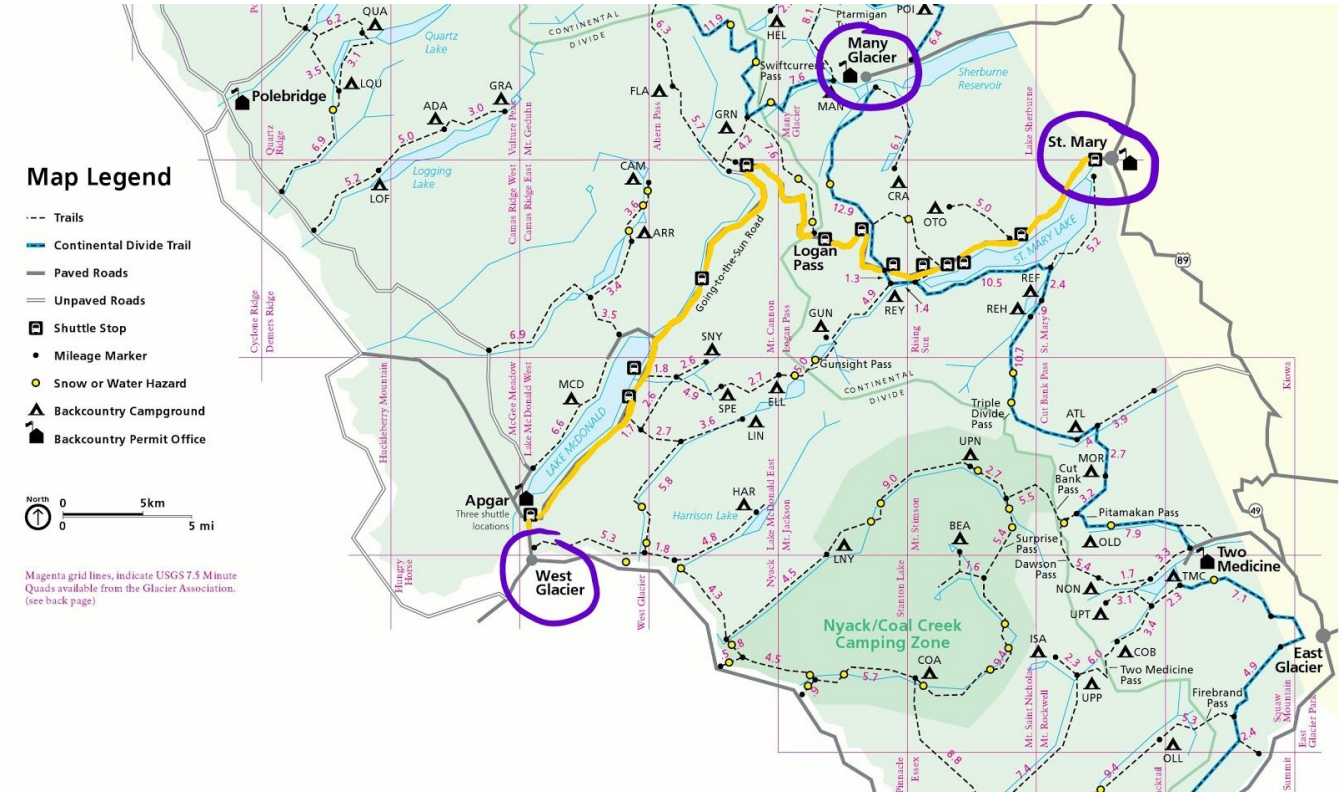 QUA
Quartz
Lake
6.2
3.1
3.5
LOU
Polebridge
Quartz
Ridge
6.9
ADA
GRA
3.0
5.0
5.2
LOF
Logging
Lake
Vulture Peak
Mt. Geduhn
Camas Ridge West
Camas Ridge East
CONTINENTAL
DIVIDE
6.3
11.9
HEL
8.1
Ptarmigan
POI
6.4
Many
Glacier
Swiftcurrent
Pass
7.6
MAN
Many
Glacier
Sherburne
Reservoir
Lake Sherburne
St. Mary
FLA
Ahern Pass
5.7
GRN
4.2
7.6
6.1
CRA
CAM
3.6
ARR
3.4
3.5
6.9
Going-to-the-Sun Road
12.9
OTO
5.0
Logan
Pass
ST. MARY LAKE
5.2
89
1.3
4.9
REY
1.4
10.5
REF
2.4
REH
.9
10.7
St. Mary
Cut Bank Pass
Rising
Sun
Mt. Cannon
Logan Pass
GUN
Gunsight Pass
5.0
CONTINENTAL
DIVIDE
Map Legend
Trails
Continental Divide Trail
Paved Roads
Unpaved Roads
Shuttle Stop
Mileage Marker
Snow or Water Hazard
Backcountry Campground
Backcountry Permit Office
North
0 5km
0 5 mi
Magenta grid lines, indicate USGS 7.5 Minute
Quads available from the Glacier Association.
(see back page)
Cyclone Ridge
Demers Ridge
Huckleberry Mountain
McGee Meadow
Lake McDonald West
MCD
6.6
LAKE McDONALD
SNY
1.8
2.6
4.9
2.6
1.7
2.7
SPE
2.7
ELL
3.6
LIN
5.8
Apgar
Three shuttle
locations
HAR
Harrison Lake
4.8
5.3
1.8
West
Glacier
Hungry
Horse
West Glacier
Lake McDonald East
Mt. Jackson
Nyack
4.3
4.5
LNY
9.0
UPN
2.7
Mt. Stimson
Stanton Lake
BEA
1.6
5.4
5.5
Surprise
Pass
Dawson
Pass
Nyack/Coal Creek
Camping Zone
.8
4.5
5.7
.9
COA
9.4
8.8
Pinnacle
Essex
Triple
Divide
Pass
ATL
3.9
2.7
MOR
Cut
Bank
Pass
3.2
Pitamakan Pass
OLD
7.9
3.3
Two
Medicine
TMC
5.4
1.7
NON
3.1
UPT
2.3
7.1
3.4
COB
6.0
Two Medicine
Pass
ISA
2.3
UPP
Mt. Saint Nicholas
Mt. Rockwell
7.4
Kiowa
49
East
Glacier
4.9
Squaw
Mountain
East
Glacier Park
Firebrand
Pass
5.3
2.4
OLL
9.4
Summit